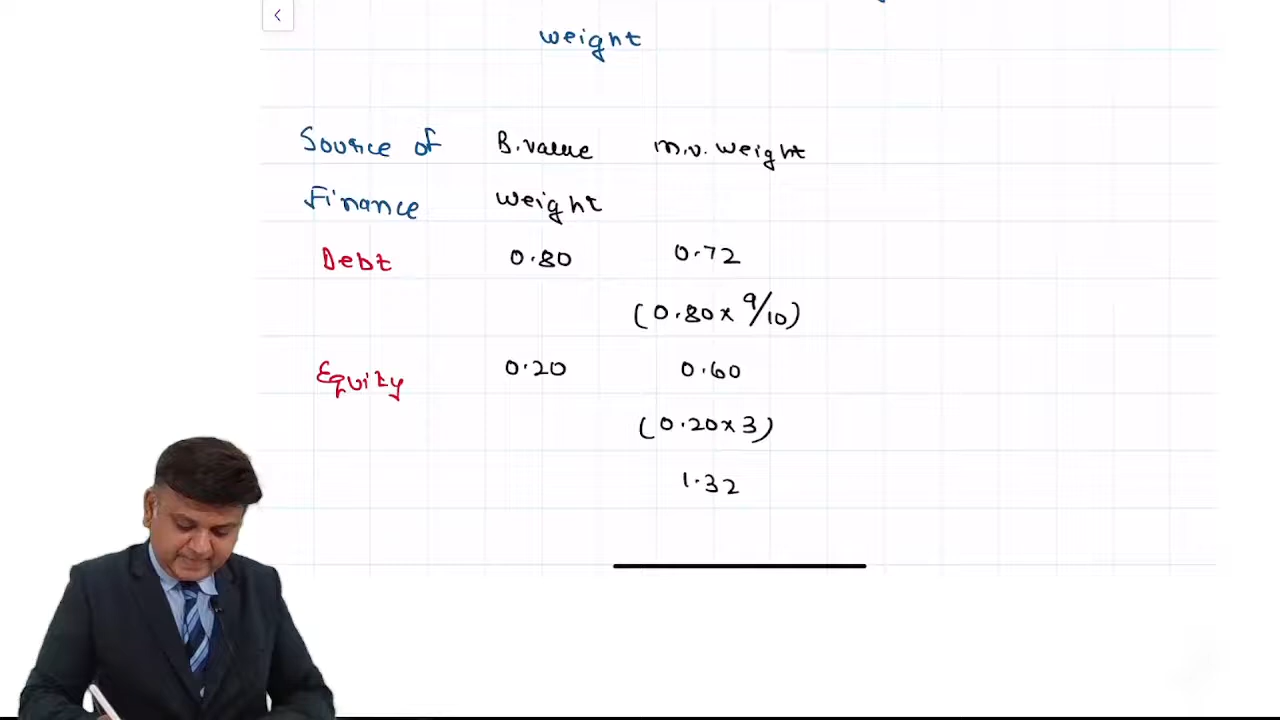 weight
Source of B.value m.v. weight
Finance weight
Debt 0.80 0.72
(0.80 x 9/10)
Equity 0.20 0.60
(0.20 x 3)
1.32